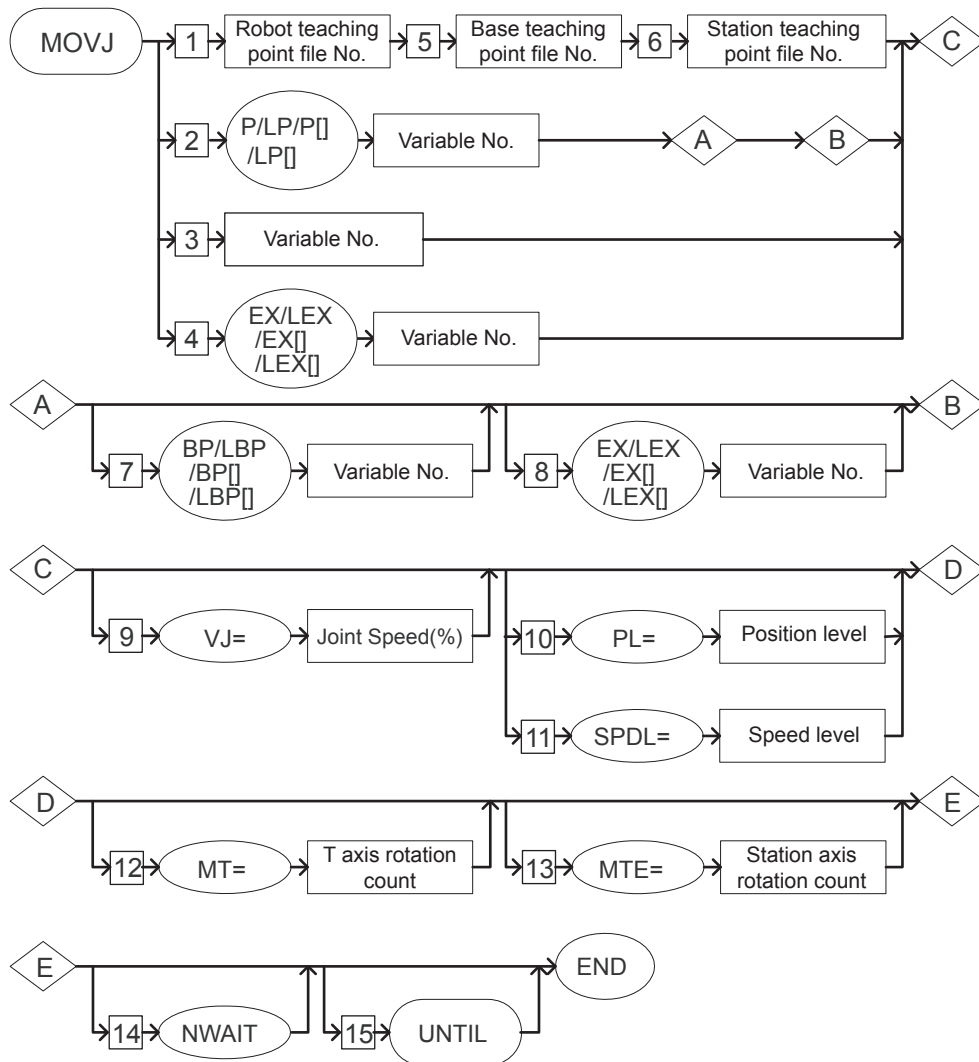 MOVJ
1
Robot teaching
point file No.
5
Base teaching
point file No.
6
Station teaching
point file No.
C
2
P/LP/P[]
/LP[]
Variable No.
A
B
3
Variable No.
4
EX/LEX
/EX[]
/LEX[]
Variable No.
A
7
BP/LBP
/BP[]
/LBP[]
Variable No.
8
EX/LEX
/EX[]
/LEX[]
Variable No.
B
C
9
VJ=
Joint Speed(%)
10
PL=
Position level
D
11
SPDL=
Speed level
D
12
MT=
T axis rotation
count
13
MTE=
Station axis
rotation count
E
E
14
NWAIT
15
UNTIL
END